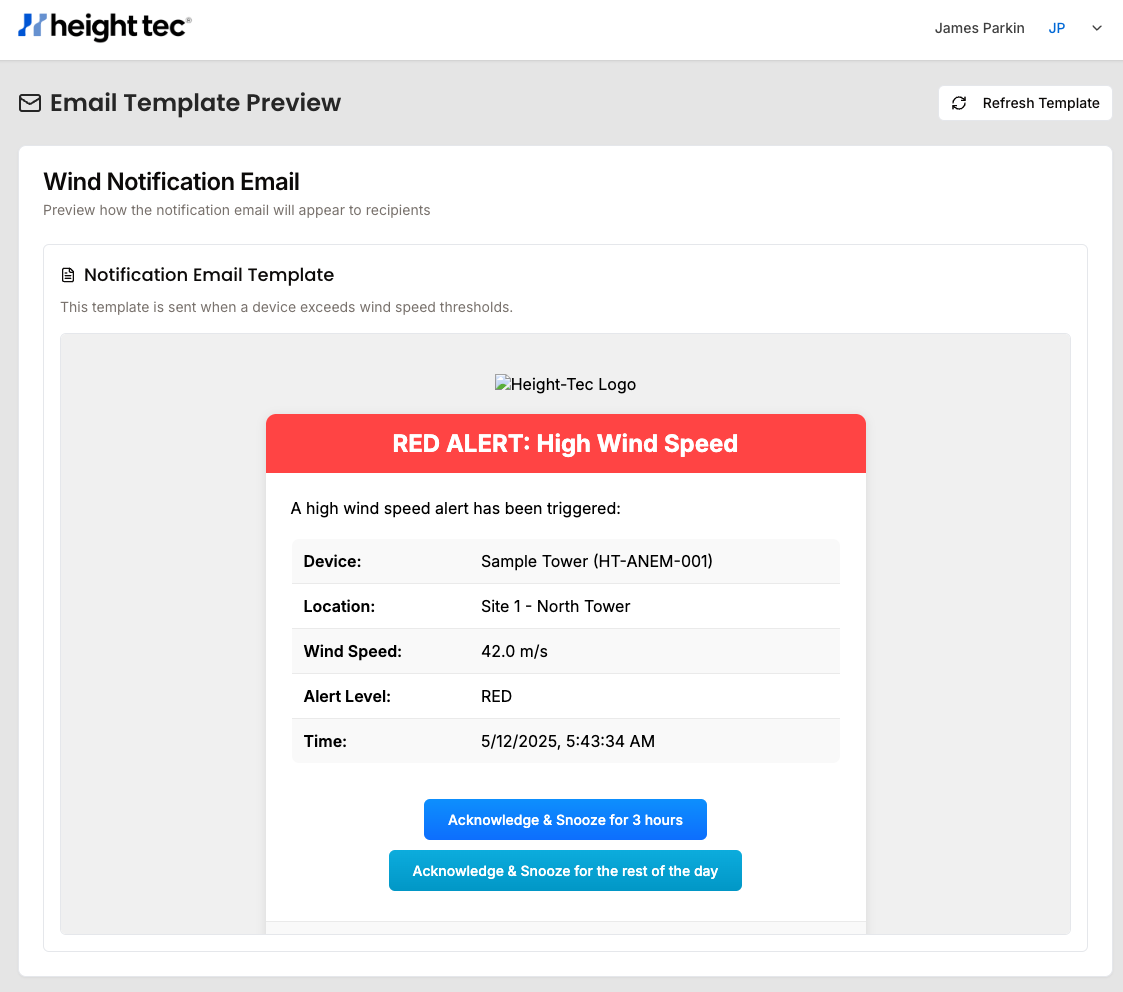 height tec®
James Parkin JP
Email Template Preview
Refresh Template
Wind Notification Email
Preview how the notification email will appear to recipients
Notification Email Template
This template is sent when a device exceeds wind speed thresholds.
Height-Tec Logo
RED ALERT: High Wind Speed
A high wind speed alert has been triggered:
Device: Sample Tower (HT-ANEM-001)
Location: Site 1 - North Tower
Wind Speed: 42.0 m/s
Alert Level: RED
Time: 5/12/2025, 5:43:34 AM
Acknowledge & Snooze for 3 hours
Acknowledge & Snooze for the rest of the day